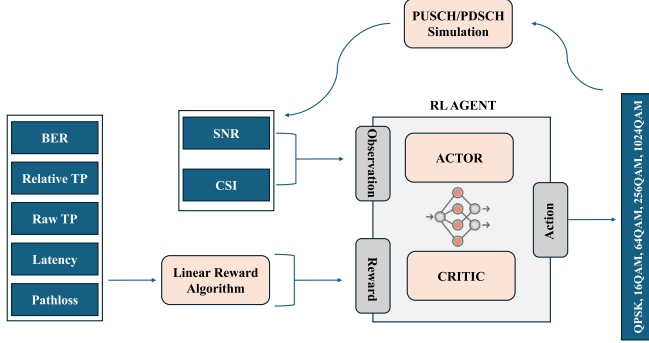 PUSCH/PDSCH
Simulation
BER
Relative TP
Raw TP
Latency
Pathloss
SNR
CSI
Linear Reward
Algorithm
RL AGENT
Observation
Reward
ACTOR
CRITIC
Action
QPSK, 16QAM, 64QAM, 256QAM, 1024QAM